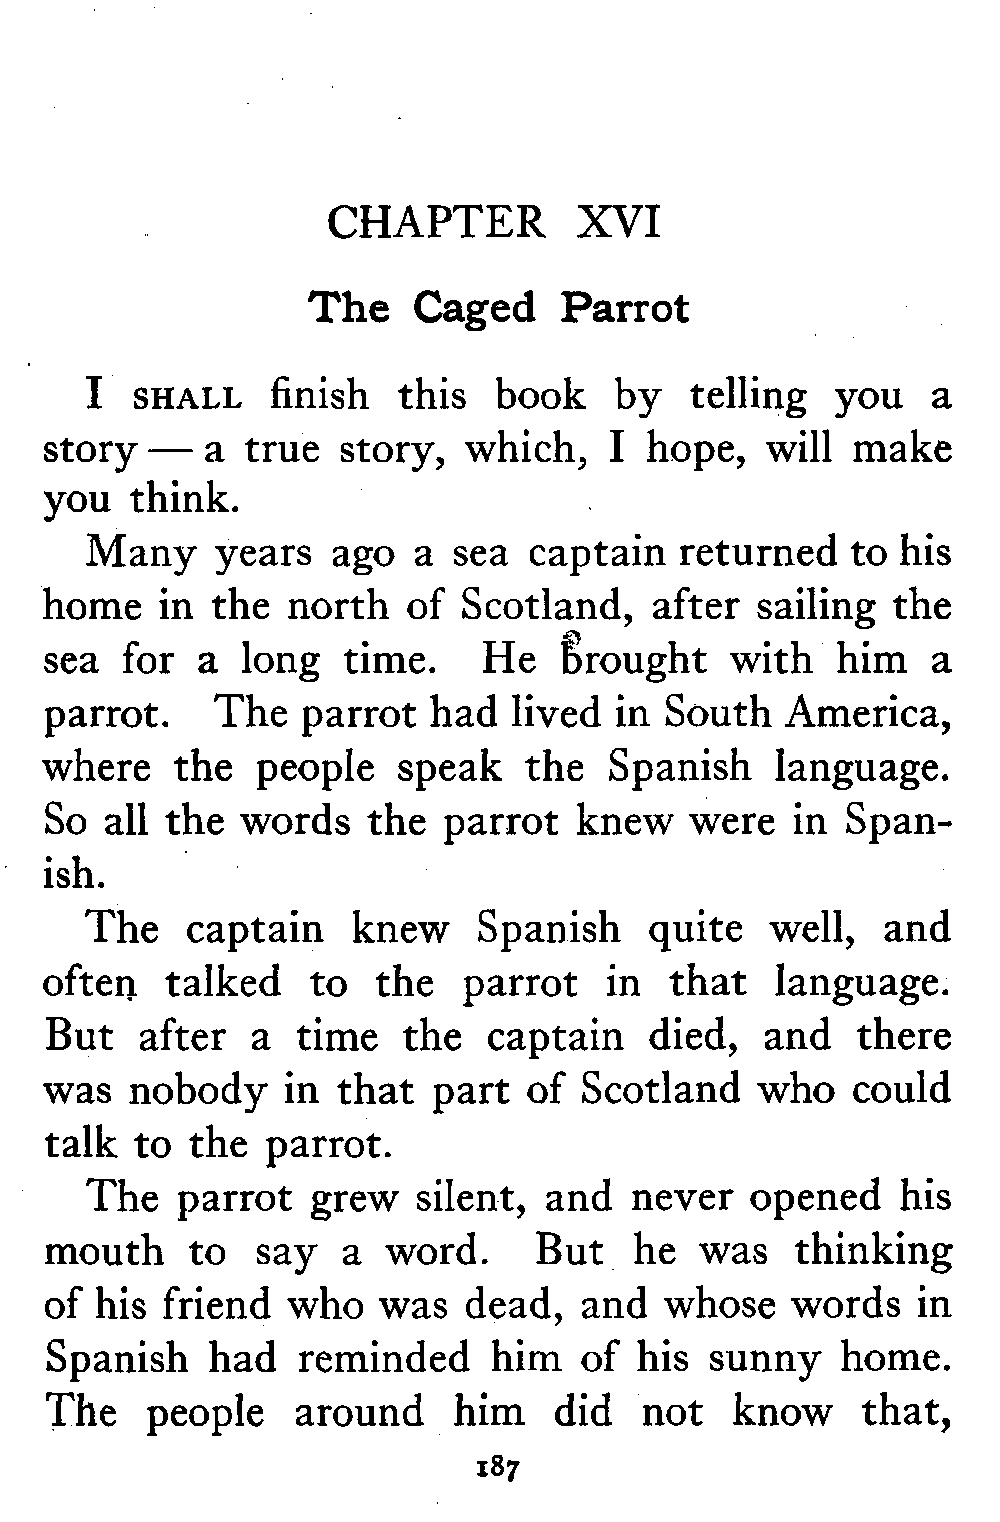 CHAPTER XVI
The Caged Parrot
I SHALL finish this book by telling you a
story — a true story, which, I hope, will make
you think.
Many years ago a sea captain returned to his
home in the north of Scotland, after sailing the
sea for a long time. He brought with him a
parrot. The parrot had lived in South America,
where the people speak the Spanish language.
So all the words the parrot knew were in Span-
ish.
The captain knew Spanish quite well, and
often talked to the parrot in that language.
But after a time the captain died, and there
was nobody in that part of Scotland who could
talk to the parrot.
The parrot grew silent, and never opened his
mouth to say a word. But he was thinking
of his friend who was dead, and whose words in
Spanish had reminded him of his sunny home.
The people around him did not know that,
187